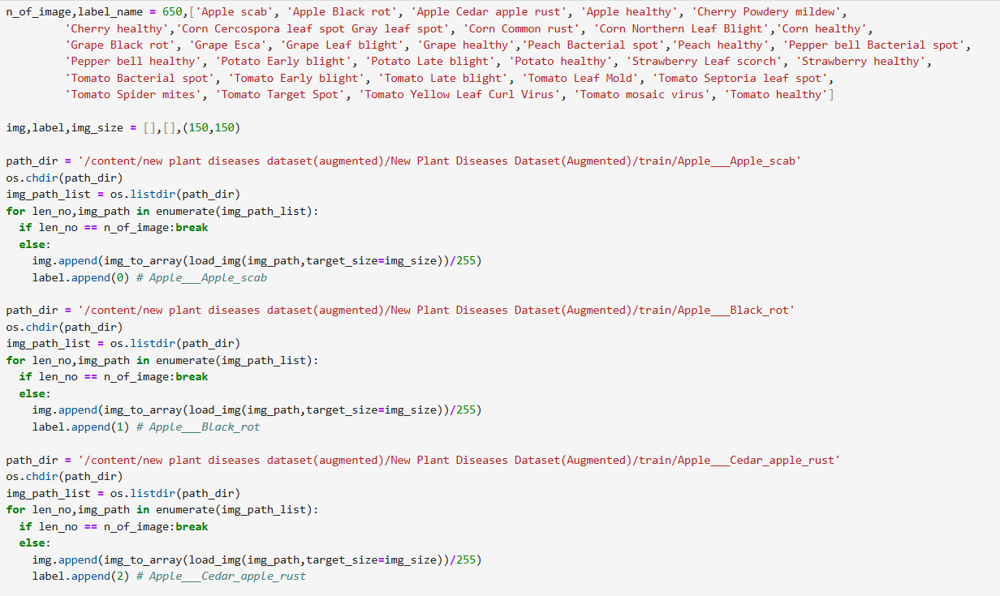 n_of_image,label_name = 650,['Apple scab', 'Apple Black rot', 'Apple Cedar apple rust', 'Apple healthy', 'Cherry Powdery mildew',
         'Cherry healthy','Corn Cercospora leaf spot Gray leaf spot', 'Corn Common rust', 'Corn Northern Leaf Blight','Corn healthy',
         'Grape Black rot', 'Grape Esca', 'Grape Leaf blight', 'Grape healthy','Peach Bacterial spot','Peach healthy', 'Pepper bell Bacterial spot',
         'Pepper bell healthy', 'Potato Early blight', 'Potato Late blight', 'Potato healthy', 'Strawberry Leaf scorch', 'Strawberry healthy',
         'Tomato Bacterial spot', 'Tomato Early blight', 'Tomato Late blight', 'Tomato Leaf Mold', 'Tomato Septoria leaf spot',
         'Tomato Spider mites', 'Tomato Target Spot', 'Tomato Yellow Leaf Curl Virus', 'Tomato mosaic virus', 'Tomato healthy']
img,label,img_size = [],[],(150,150)
path_dir = '/content/new plant diseases dataset(augmented)/New Plant Diseases Dataset(Augmented)/train/Apple___Apple_scab'
os.chdir(path_dir)
img_path_list = os.listdir(path_dir)
for len_no,img_path in enumerate(img_path_list):
  if len_no == n_of_image:break
  else:
    img.append(img_to_array(load_img(img_path,target_size=img_size))/255)
    label.append(0) # Apple___Apple_scab
path_dir = '/content/new plant diseases dataset(augmented)/New Plant Diseases Dataset(Augmented)/train/Apple___Black_rot'
os.chdir(path_dir)
img_path_list = os.listdir(path_dir)
for len_no,img_path in enumerate(img_path_list):
  if len_no == n_of_image:break
  else:
    img.append(img_to_array(load_img(img_path,target_size=img_size))/255)
    label.append(1) # Apple___Black_rot
path_dir = '/content/new plant diseases dataset(augmented)/New Plant Diseases Dataset(Augmented)/train/Apple___Cedar_apple_rust'
os.chdir(path_dir)
img_path_list = os.listdir(path_dir)
for len_no,img_path in enumerate(img_path_list):
  if len_no == n_of_image:break
  else:
    img.append(img_to_array(load_img(img_path,target_size=img_size))/255)
    label.append(2) # Apple___Cedar_apple_rust